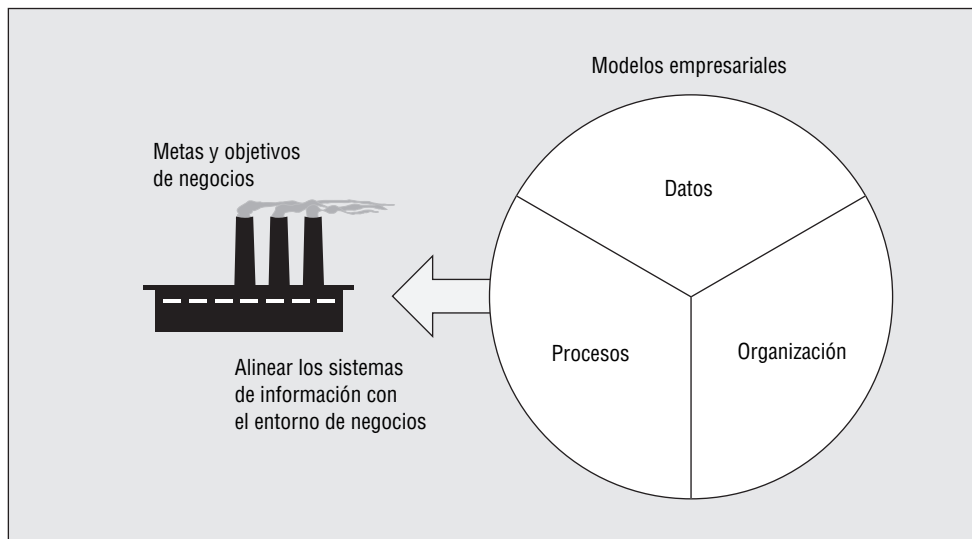 Modelos empresariales
Metas y objetivos
de negocios
Datos
Procesos
Organización
Alinear los sistemas
de información con
el entorno de negocios